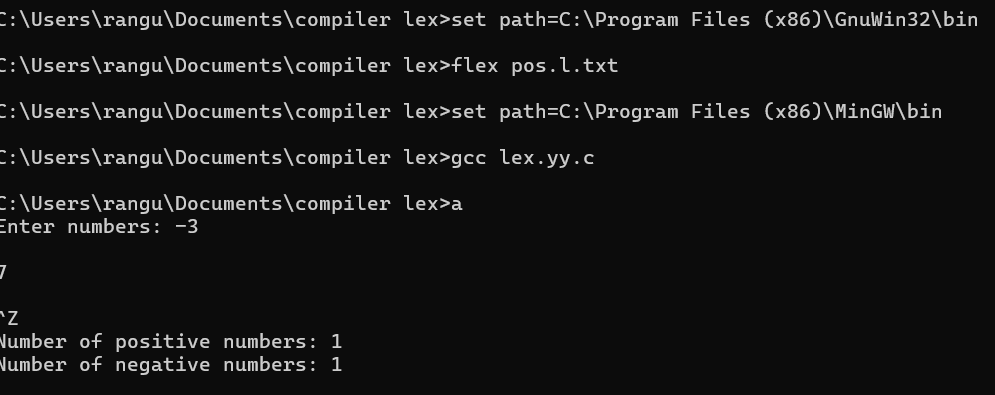 C:\Users\rangu\Documents\compiler lex>set path=C:\Program Files (x86)\GnuWin32\bin
C:\Users\rangu\Documents\compiler lex>flex pos.l.txt
C:\Users\rangu\Documents\compiler lex>set path=C:\Program Files (x86)\MinGW\bin
C:\Users\rangu\Documents\compiler lex>gcc lex.yy.c
C:\Users\rangu\Documents\compiler lex>a
Enter numbers: -3
7
^Z
Number of positive numbers: 1
Number of negative numbers: 1